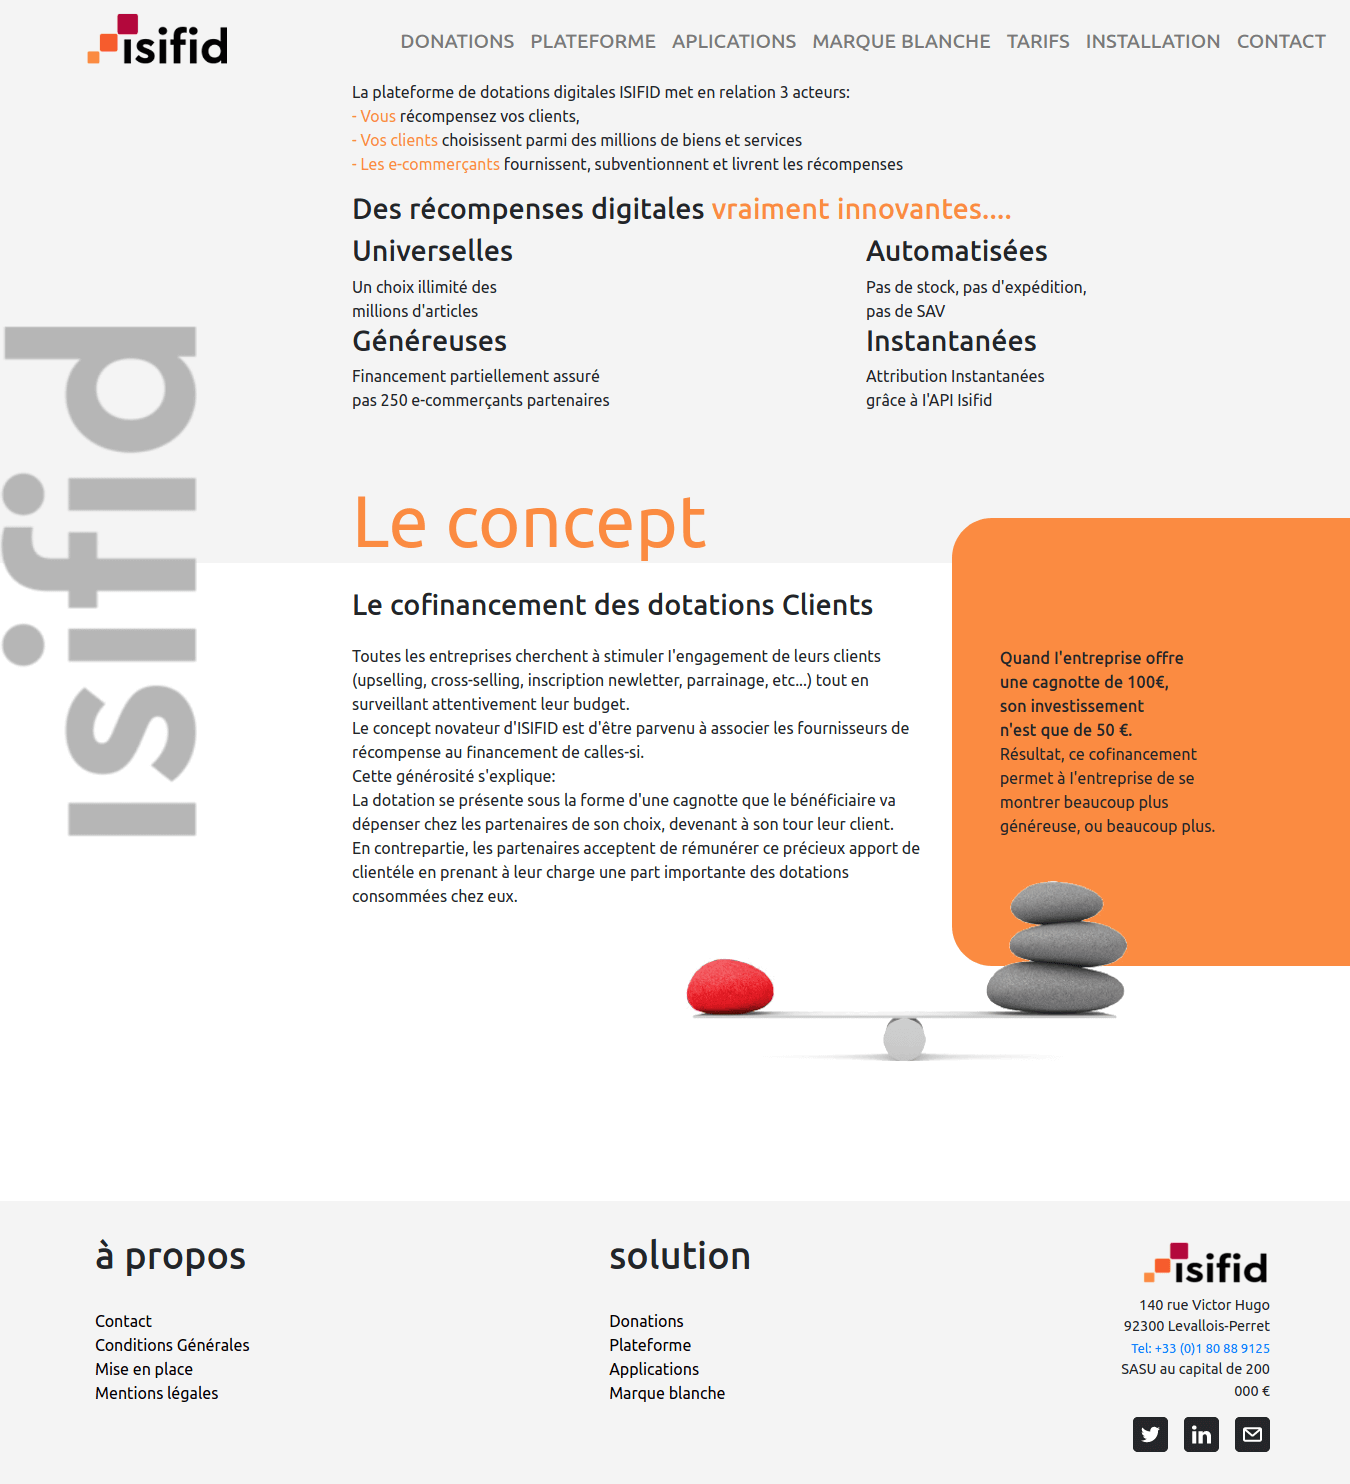 isifid
DONATIONS PLATEFORME APLICATIONS MARQUE BLANCHE TARIFS INSTALLATION CONTACT
La plateforme de dotations digitales ISIFID met en relation 3 acteurs:
- Vous récompensez vos clients,
- Vos clients choisissent parmi des millions de biens et services
- Les e-commerçants fournissent, subventionnent et livrent les récompenses
Des récompenses digitales vraiment innovantes....
Universelles
Un choix illimité des
millions d'articles
Automatisées
Pas de stock, pas d'expédition,
pas de SAV
Généreuses
Financement partiellement assuré
pas 250 e-commerçants partenaires
Instantanées
Attribution Instantanées
grâce à l'API Isifid
isifid
Le concept
Le cofinancement des dotations Clients
Toutes les entreprises cherchent à stimuler l'engagement de leurs clients
(upselling, cross-selling, inscription newletter, parrainage, etc...) tout en
surveillant attentivement leur budget.
Le concept novateur d'ISIFID est d'être parvenu à associer les fournisseurs de
récompense au financement de calles-si.
Cette générosité s'explique:
La dotation se présente sous la forme d'une cagnotte que le bénéficiaire va
dépenser chez les partenaires de son choix, devenant à son tour leur client.
En contrepartie, les partenaires acceptent de rémunérer ce précieux apport de
clientéle en prenant à leur charge une part importante des dotations
consommées chez eux.
Quand l'entreprise offre
une cagnotte de 100€,
son investissement
n'est que de 50 €.
Résultat, ce cofinancement
permet à l'entreprise de se
montrer beaucoup plus
généreuse, ou beaucoup plus.
à propos
Contact
Conditions Générales
Mise en place
Mentions légales
solution
Donations
Plateforme
Applications
Marque blanche
isifid
140 rue Victor Hugo
92300 Levallois-Perret
Tel: +33 (0)1 80 88 9125
SASU au capital de 200
000 €
in